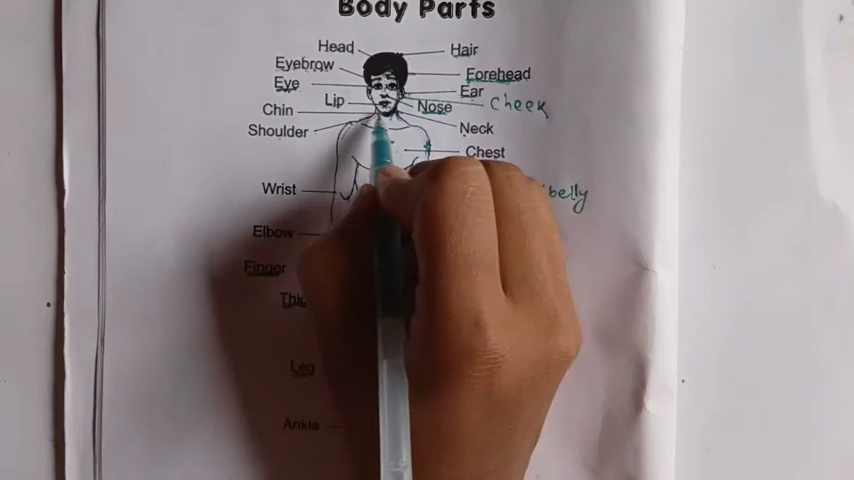 Body Parts
Head
Hair
Eyebrow
Forehead
Eye
Ear
Lip
Nose
Cheek
Chin
Shoulder
Neck
Chest
Wrist
belly
Elbow
Finger
Leg
Ankle